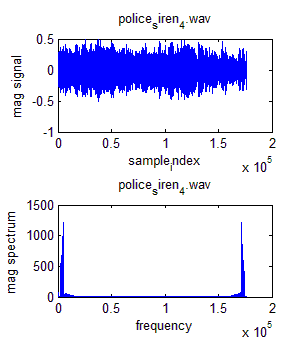 police_siren_4.wav
0.5
0
-0.5
-1
mag signal
0 0.5 1 1.5 2
sample_index
x 10^5
police_siren_4.wav
1500
1000
500
0
mag spectrum
0 0.5 1 1.5 2
frequency
x 10^5